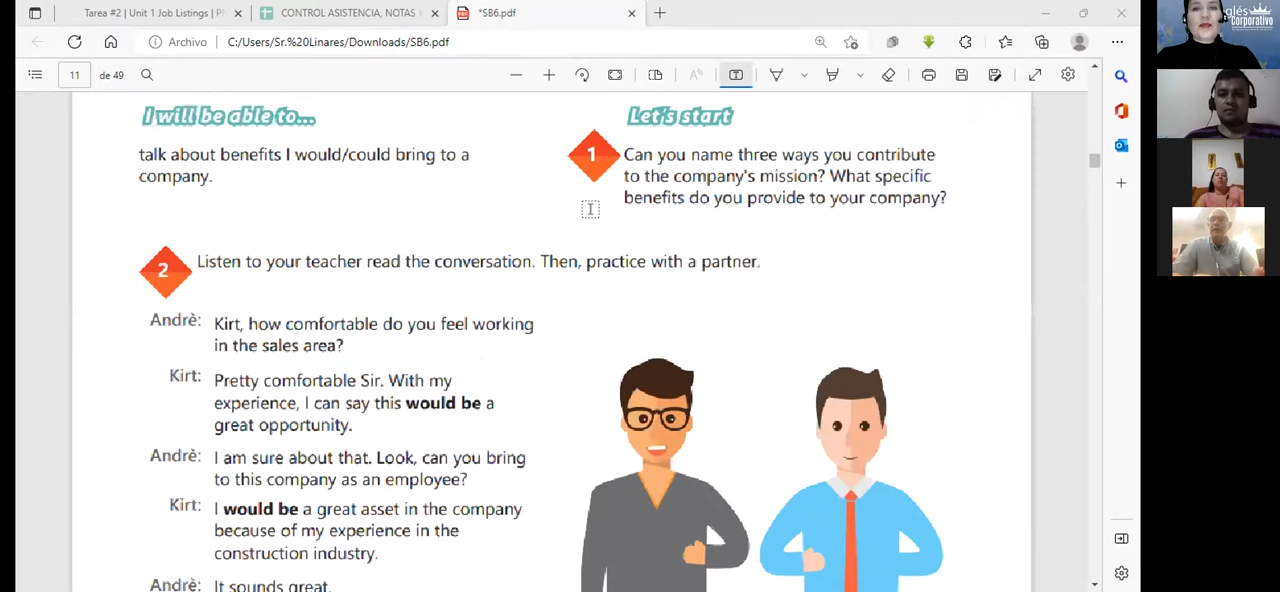 Tarea #2 | Unit 1 Job Listings | P
CONTROL ASISTENCIA, NOTAS
*SB6.pdf
Archivo
C:/Users/Sr.%20Linares/Downloads/SB6.pdf
11
de 49
glés
Corporativo
I will be able to...
talk about benefits I would/could bring to a
company.
Let's start
1
Can you name three ways you contribute
to the company's mission? What specific
benefits do you provide to your company?
2
Listen to your teacher read the conversation. Then, practice with a partner.
Andrè: Kirt, how comfortable do you feel working
in the sales area?
Kirt: Pretty comfortable Sir. With my
experience, I can say this would be a
great opportunity.
Andrè: I am sure about that. Look, can you bring
to this company as an employee?
Kirt: I would be a great asset in the company
because of my experience in the
construction industry.
Andrè: It sounds great.